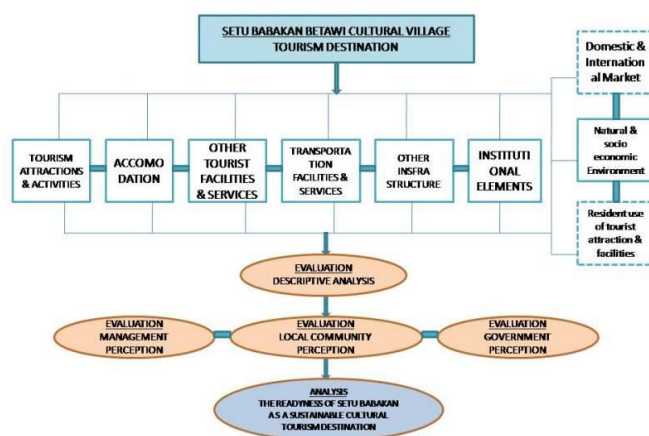 SETU BABAKAN BETAWI CULTURAL VILLAGE
TOURISM DESTINATION
Domestic &
Internation
al Market
TOURISM
ATTRACTIONS
& ACTIVITIES
ACCOMO
DATION
OTHER
TOURIST
FACILITIES
& SERVICES
TRANSPORTA
TION
FACILITIES &
SERVICES
OTHER
INSFRA
STRUCTURE
INSTITUTI
ONAL
ELEMENTS
Natural &
socio
economic
Environment
Resident use
of tourist
attraction &
facilities
EVALUATION
DESCRIPTIVE ANALYSIS
EVALUATION
MANAGEMENT
PERCEPTION
EVALUATION
LOCAL COMMUNITY
PERCEPTION
EVALUATION
GOVERNMENT
PERCEPTION
ANALYSIS
THE READYNESS OF SETU BABAKAN
AS A SUSTAINABLE CULTURAL
TOURISM DESTINATION